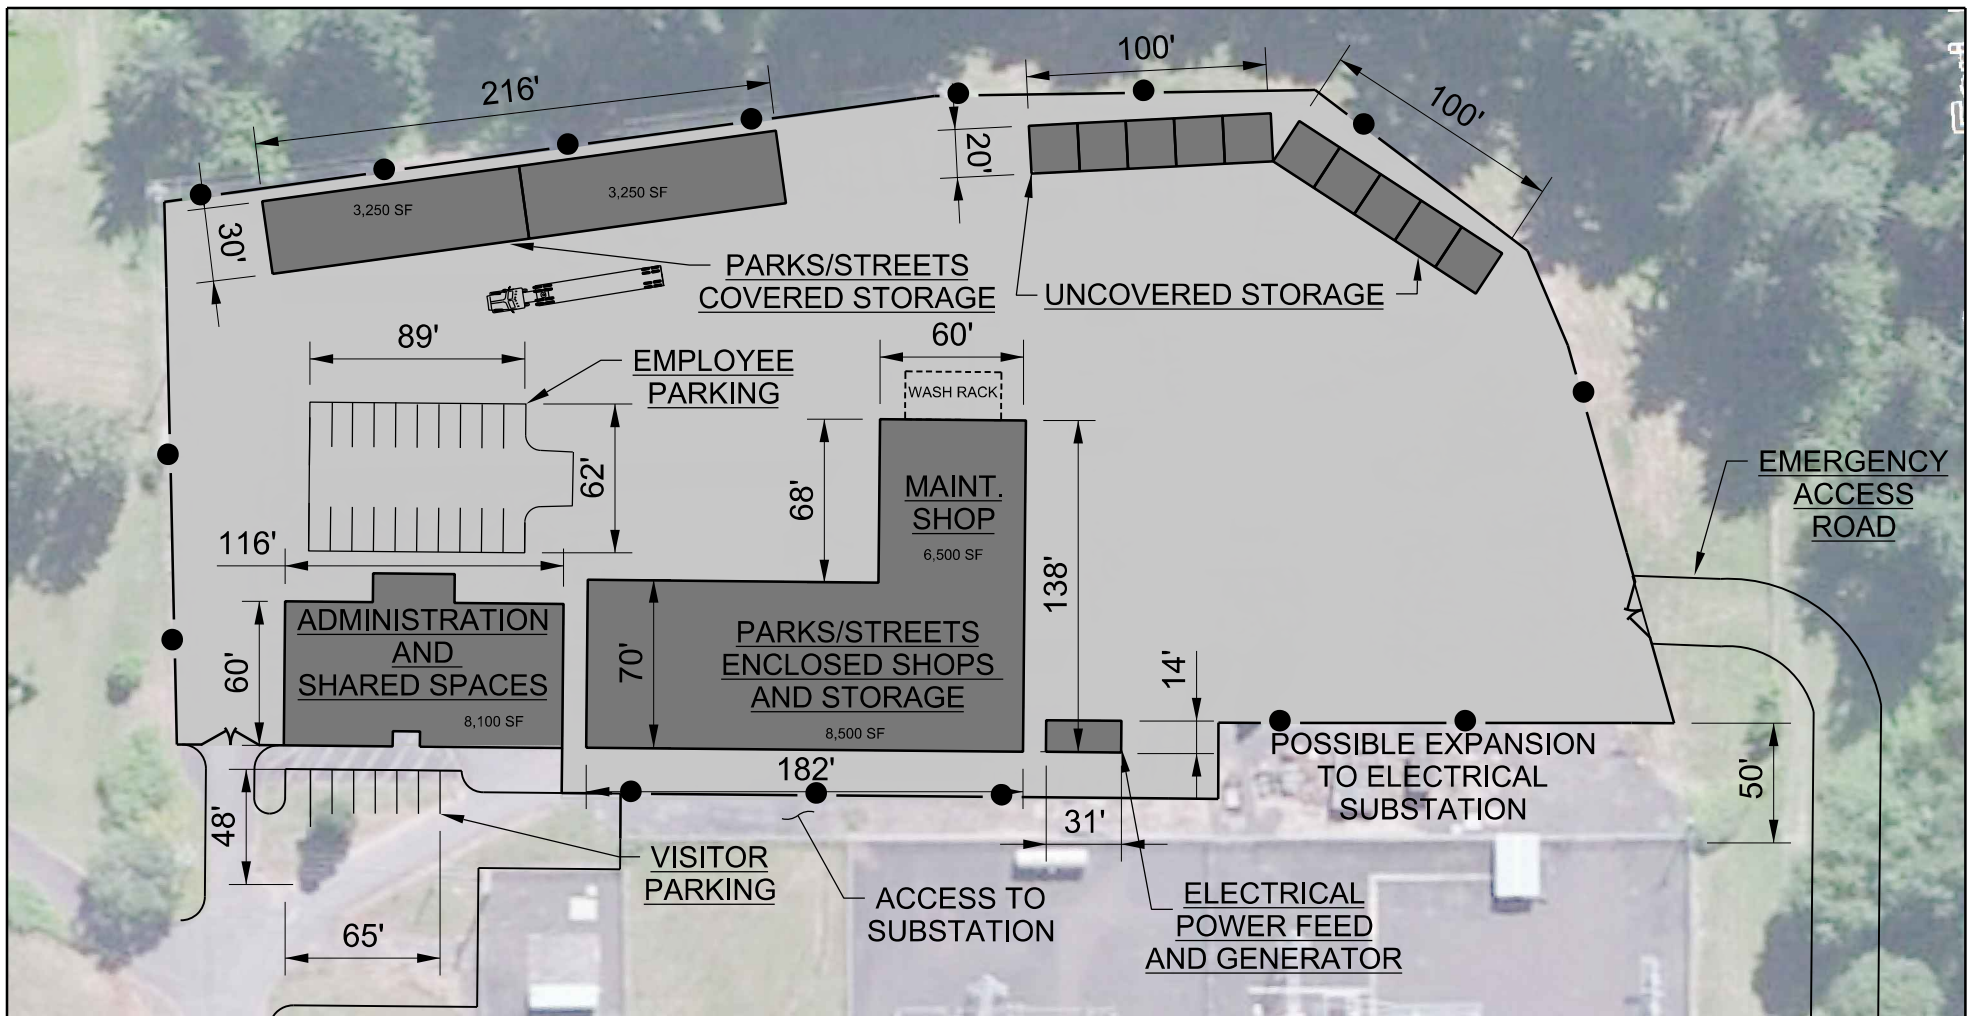 216'
100'
100'
20'
3,250 SF
3,250 SF
30'
PARKS/STREETS
COVERED STORAGE
UNCOVERED STORAGE
89'
EMPLOYEE
PARKING
60'
WASH RACK
62'
68'
MAINT.
SHOP
6,500 SF
138'
EMERGENCY
ACCESS
ROAD
116'
ADMINISTRATION
AND
SHARED SPACES
8,100 SF
60'
70'
PARKS/STREETS
ENCLOSED SHOPS
AND STORAGE
8,500 SF
14'
182'
POSSIBLE EXPANSION
TO ELECTRICAL
SUBSTATION
50'
48'
31'
VISITOR
PARKING
ACCESS TO
SUBSTATION
ELECTRICAL
POWER FEED
AND GENERATOR
65'